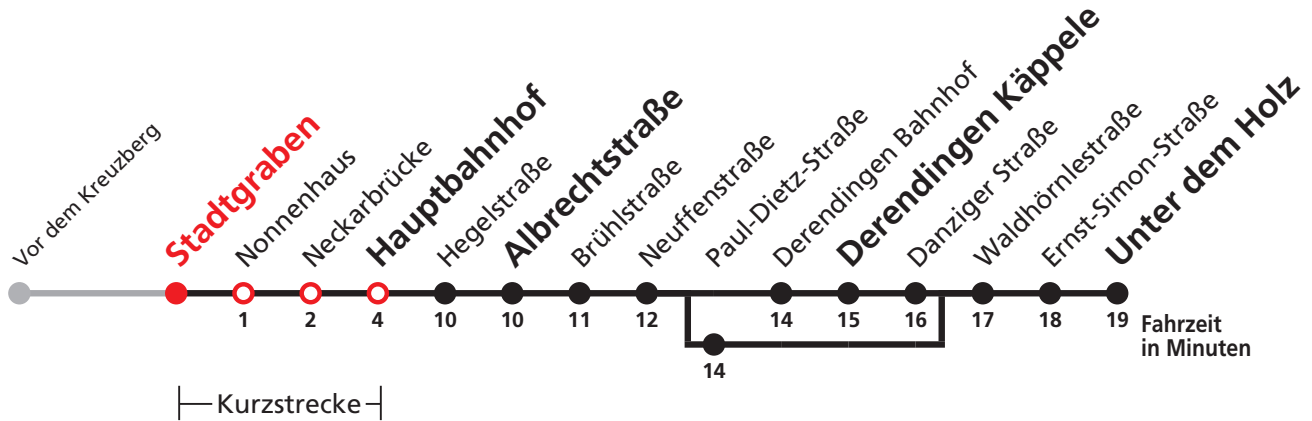 Vor dem Kreuzberg
Stadtgraben
Nonnenhaus
Neckarbrücke
Hauptbahnhof
Hegelstraße
Albrechtstraße
Brühlstraße
Neuffenstraße
Paul-Dietz-Straße
Derendingen Bahnhof
Derendingen Käppele
Danziger Straße
Waldhörnlestraße
Ernst-Simon-Straße
Unter dem Holz
1 2 4 10 10 11 12 14 15 16 17 18 19
Fahrzeit
in Minuten
14
Kurzstrecke